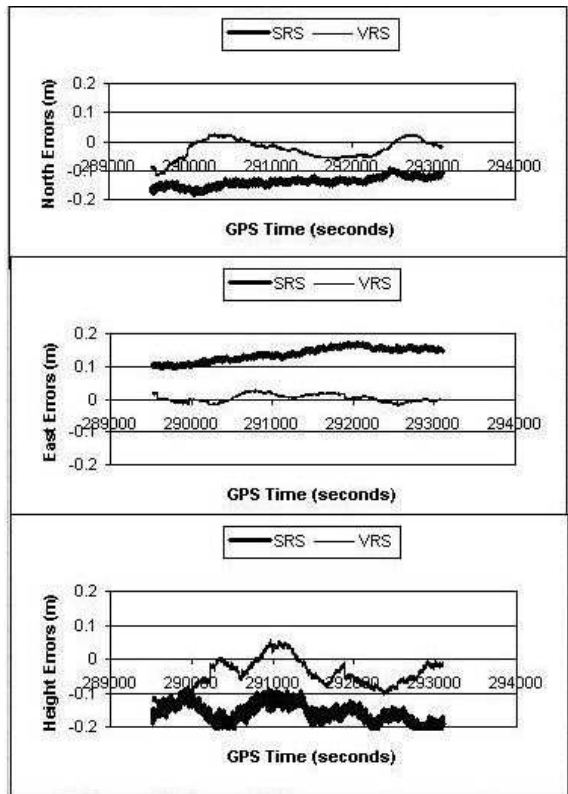 SRS VRS
North Errors (m)
0.2
0.1
0
-0.1
-0.2
289000 290000 291000 292000 293000 294000
GPS Time (seconds)
SRS VRS
East Errors (m)
0.2
0.1
0
-0.1
-0.2
289000 290000 291000 292000 293000 294000
GPS Time (seconds)
SRS VRS
Height Errors (m)
0.2
0.1
0
-0.1
-0.2
289000 290000 291000 292000 293000 294000
GPS Time (seconds)